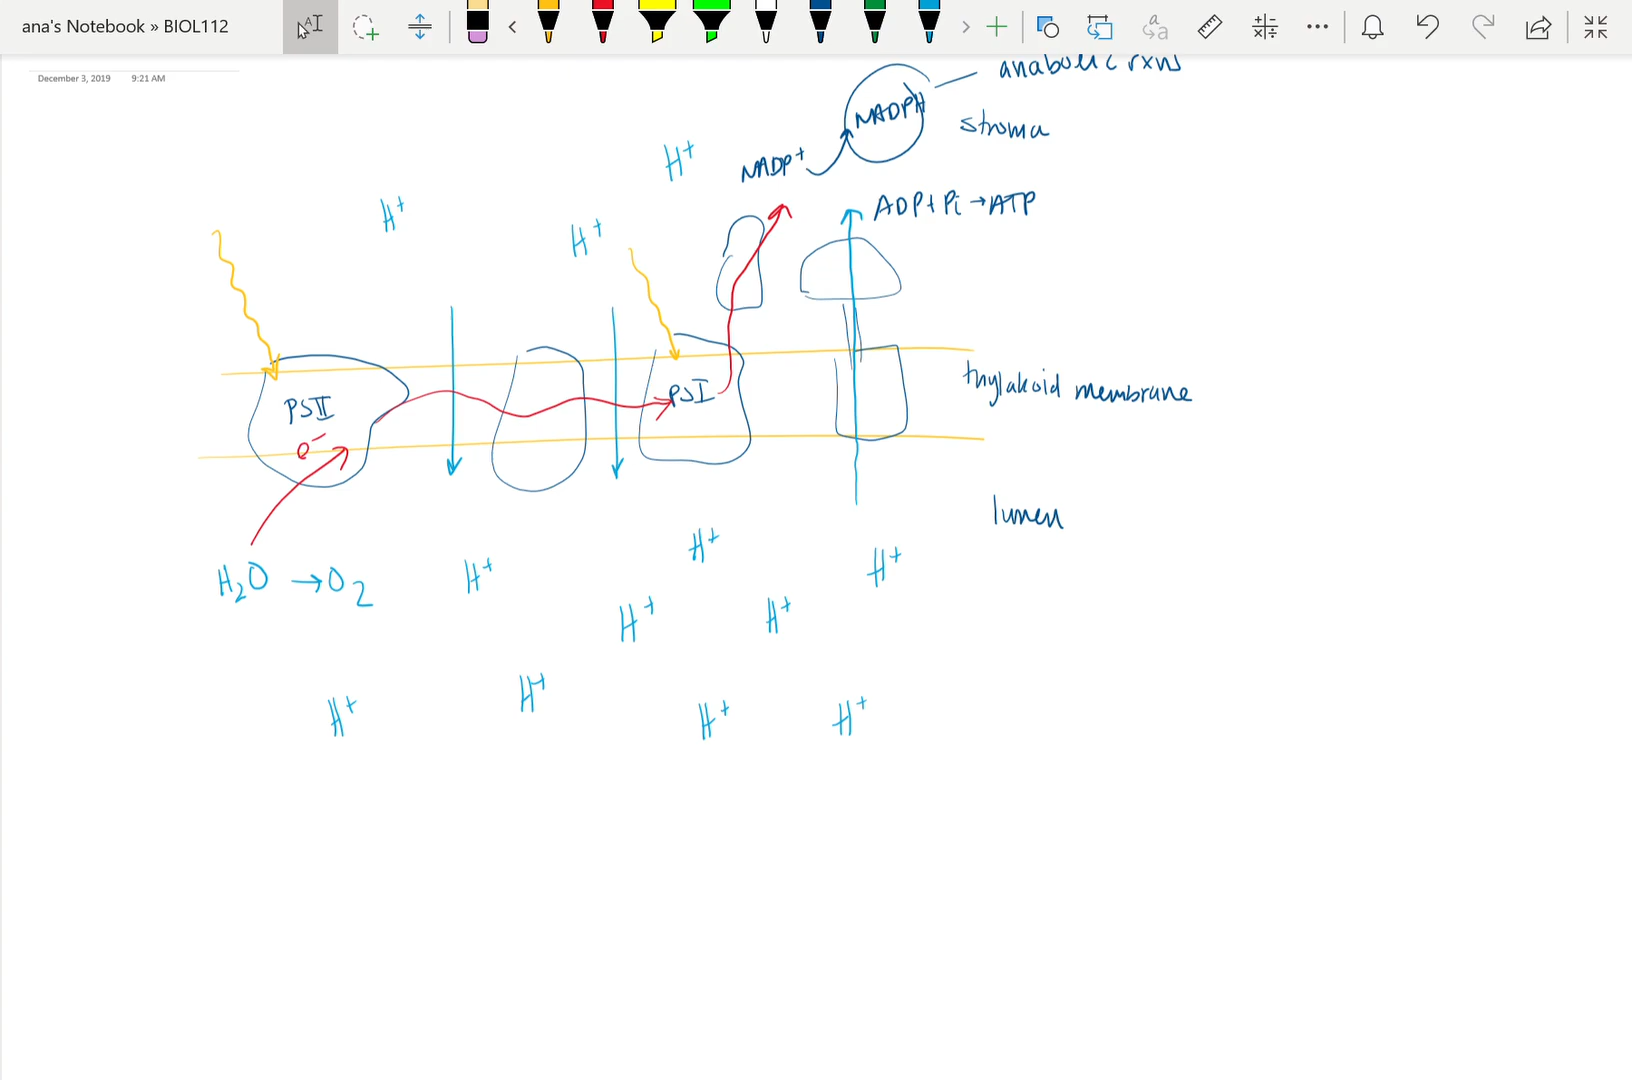 ana's Notebook » BIOL112
December 3, 2019 9:21 AM
anabolic rxns
NADPH
stroma
H+
NADP+
H+
ADP+Pi →ATP
H+
PSII
e-
PSI
thylakoid membrane
lumen
H2O →O2
H+
H+
H+
H+
H+
H+
H+
H+
H+